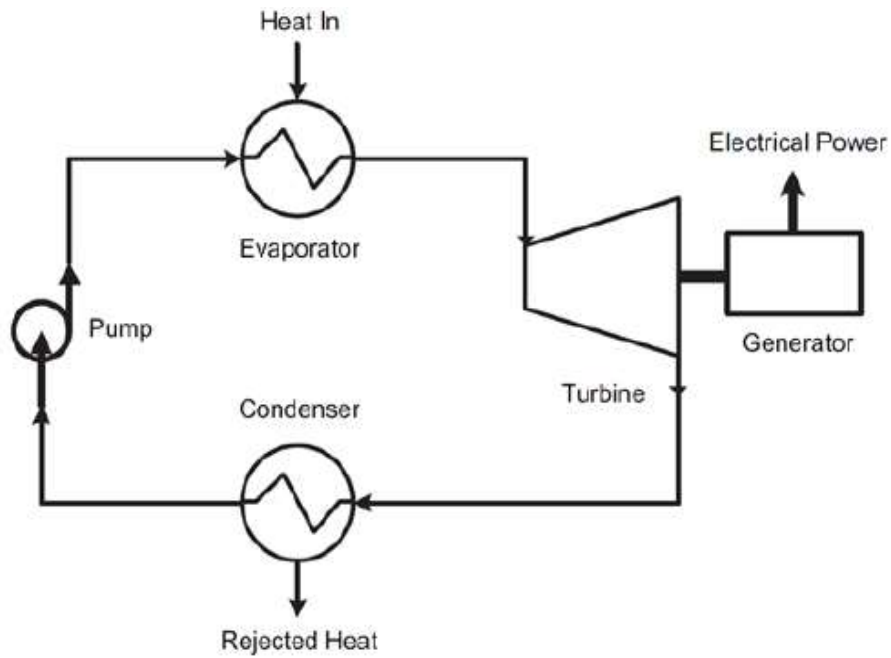 Heat In
Electrical Power
Evaporator
Pump
Generator
Turbine
Condenser
Rejected Heat